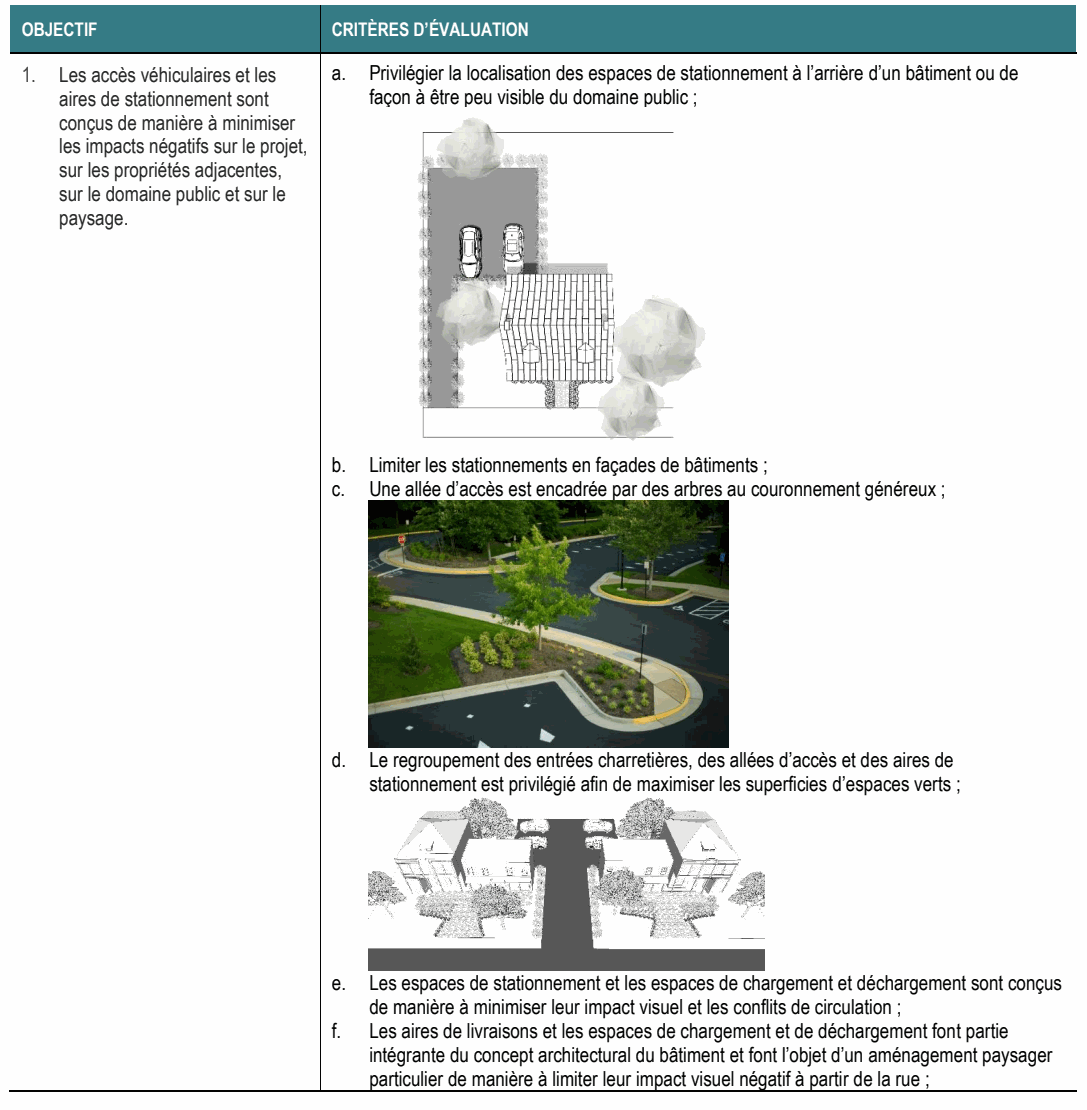 OBJECTIF
CRITÈRES D'ÉVALUATION
1. Les accès véhiculaires et les
aires de stationnement sont
conçus de manière à minimiser
les impacts négatifs sur le projet,
sur les propriétés adjacentes,
sur le domaine public et sur le
paysage.
a. Privilégier la localisation des espaces de stationnement à l'arrière d'un bâtiment ou de
façon à être peu visible du domaine public ;
b. Limiter les stationnements en façades de bâtiments ;
c. Une allée d'accès est encadrée par des arbres au couronnement généreux ;
d. Le regroupement des entrées charretières, des allées d'accès et des aires de
stationnement est privilégié afin de maximiser les superficies d'espaces verts ;
e. Les espaces de stationnement et les espaces de chargement et déchargement sont conçus
de manière à minimiser leur impact visuel et les conflits de circulation ;
f. Les aires de livraisons et les espaces de chargement et de déchargement font partie
intégrante du concept architectural du bâtiment et font l'objet d'un aménagement paysager
particulier de manière à limiter leur impact visuel négatif à partir de la rue ;